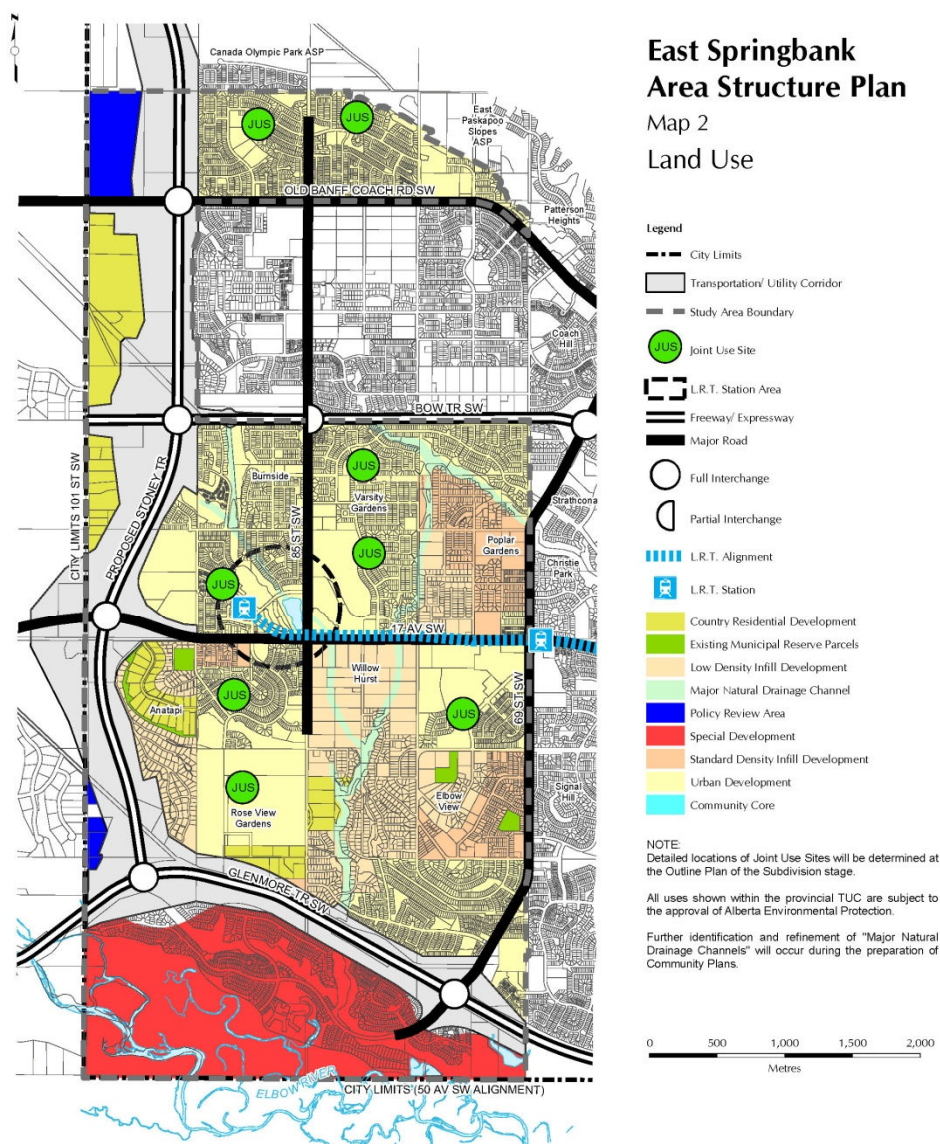 East Springbank
Area Structure Plan
Map 2
Land Use
Legend
City Limits
Transportation/ Utility Corridor
Study Area Boundary
JUS
Joint Use Site
L.R.T. Station Area
Freeway/ Expressway
Major Road
Full Interchange
Partial Interchange
L.R.T. Alignment
L.R.T. Station
Country Residential Development
Existing Municipal Reserve Parcels
Low Density Infill Development
Major Natural Drainage Channel
Policy Review Area
Special Development
Standard Density Infill Development
Urban Development
Community Core
NOTE:
Detailed locations of Joint Use Sites will be determined at
the Outline Plan of the Subdivision stage.
All uses shown within the provincial TUC are subject to
the approval of Alberta Environmental Protection.
Further identification and refinement of "Major Natural
Drainage Channels" will occur during the preparation of
Community Plans.
0 500 1,000 1,500 2,000
Metres
Canada Olympic Park ASP
JUS
JUS
East
Paskapoo
Slopes
ASP
OLD BANFF COACH RD SW
Patterson
Heights
Coach
Hill
BOW TR SW
CITY LIMITS 101 ST SW
PROPOSED STONEY TR
85 ST SW
Burnside
JUS
Varsity
Gardens
Strathcona
Poplar
Gardens
JUS
Christie
Park
JUS
17 AV SW
Willow
Hurst
69 ST SW
JUS
Anatapi
JUS
JUS
Rose View
Gardens
Elbow
View
Signal
Hill
GLENMORE TR SW
ELBOW RIVER
CITY LIMITS (50 AV SW ALIGNMENT)